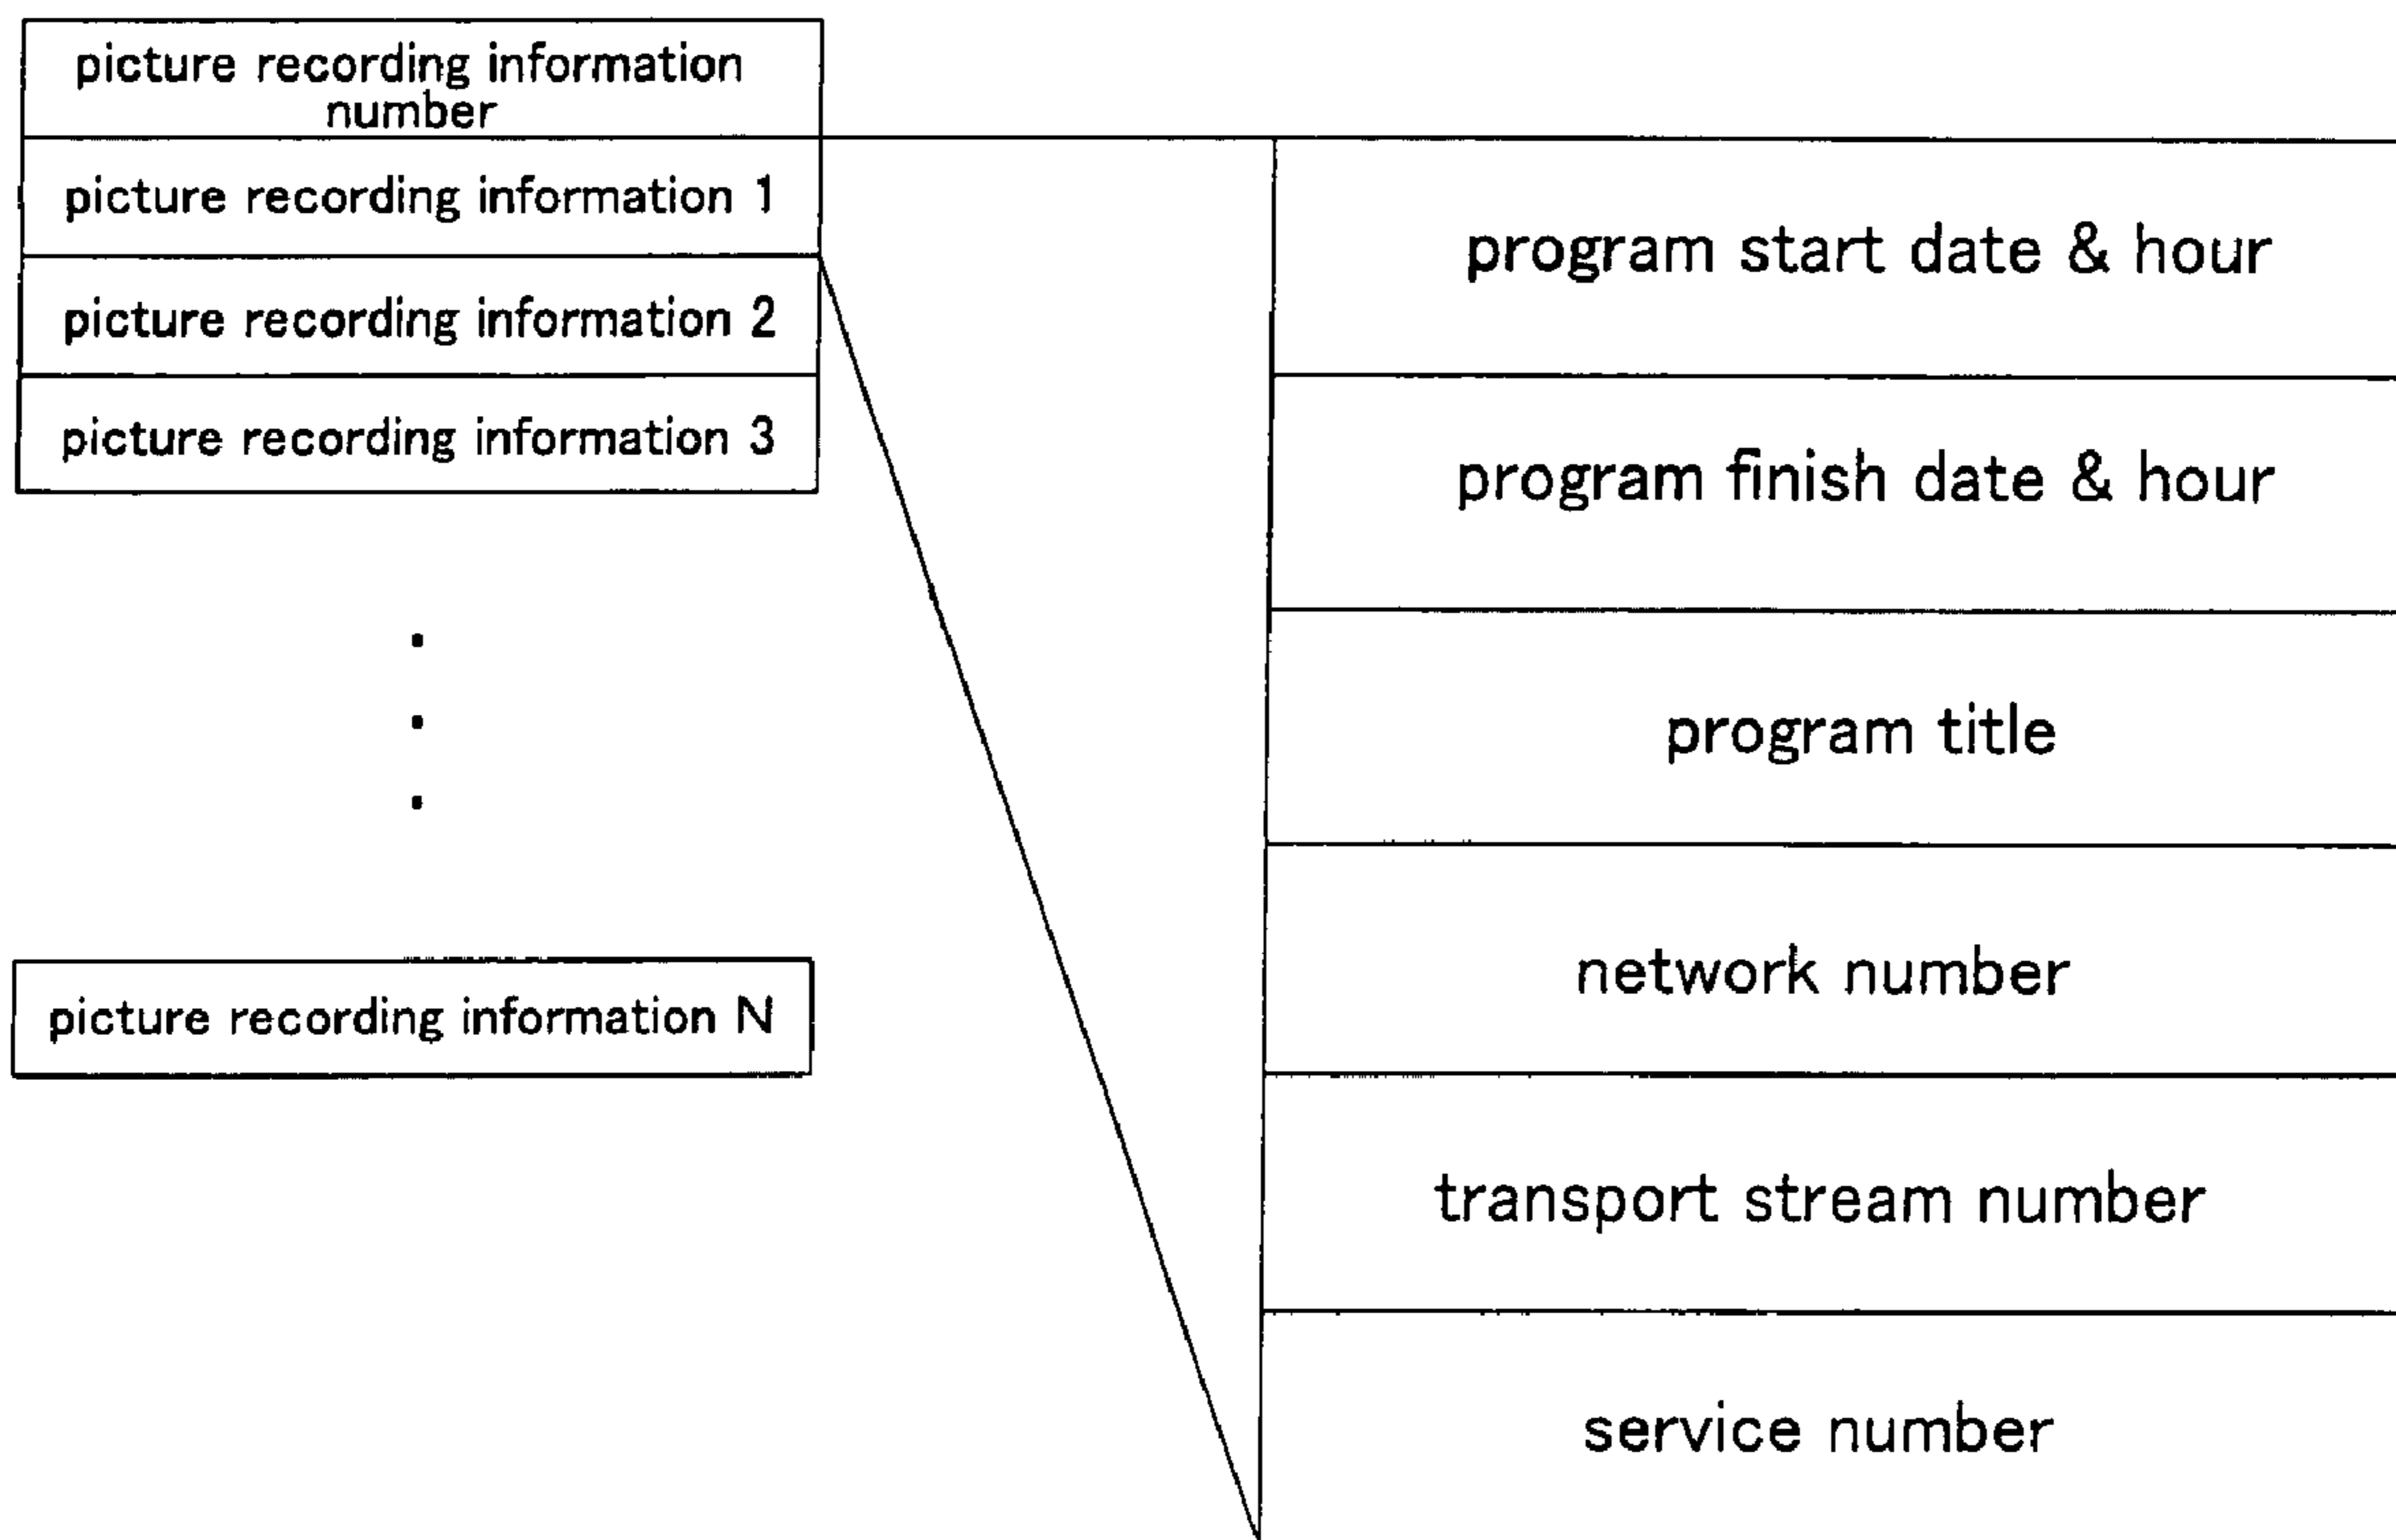 picture recording information
number
picture recording information 1
picture recording information 2
picture recording information 3
picture recording information N
program start date & hour
program finish date & hour
program title
network number
transport stream number
service number